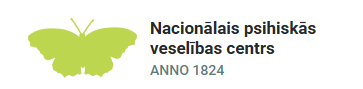 Nacionālais psihiskās
veselības centrs
ANNO 1824